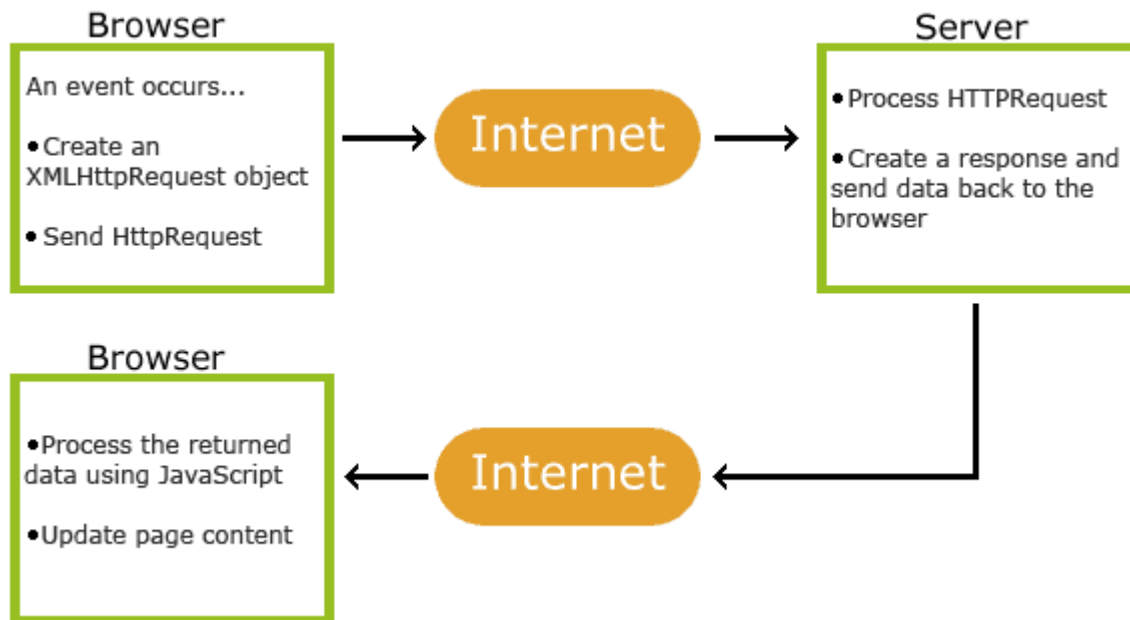 Browser
An event occurs...
•Create an
XMLHttpRequest object
• Send HttpRequest
Internet
Server
•Process HTTPRequest
•Create a response and
send data back to the
browser
Browser
•Process the returned
data using JavaScript
•Update page content
Internet